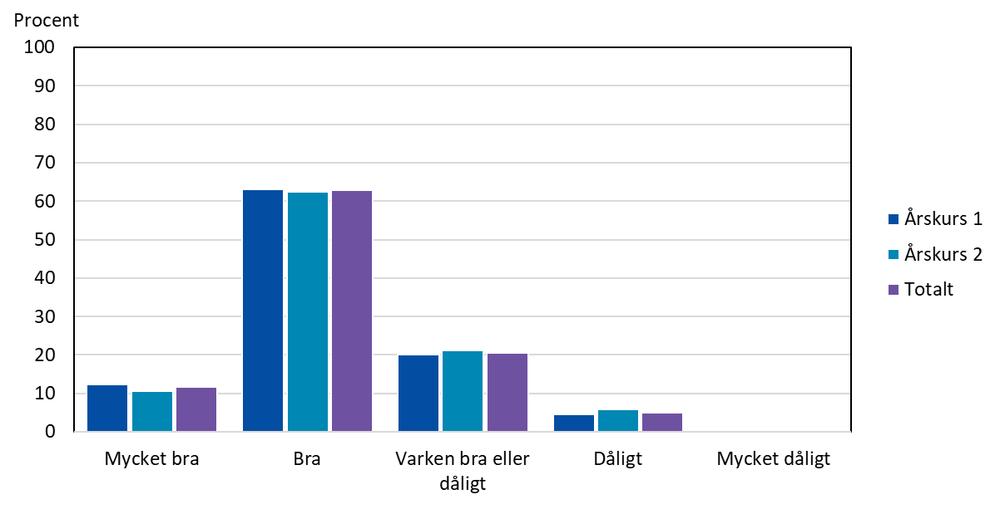 Procent
100
90
80
70
60
50
40
30
20
10
0
Mycket bra
Bra
Varken bra eller
dåligt
Dåligt
Mycket dåligt
Årskurs 1
Årskurs 2
Totalt